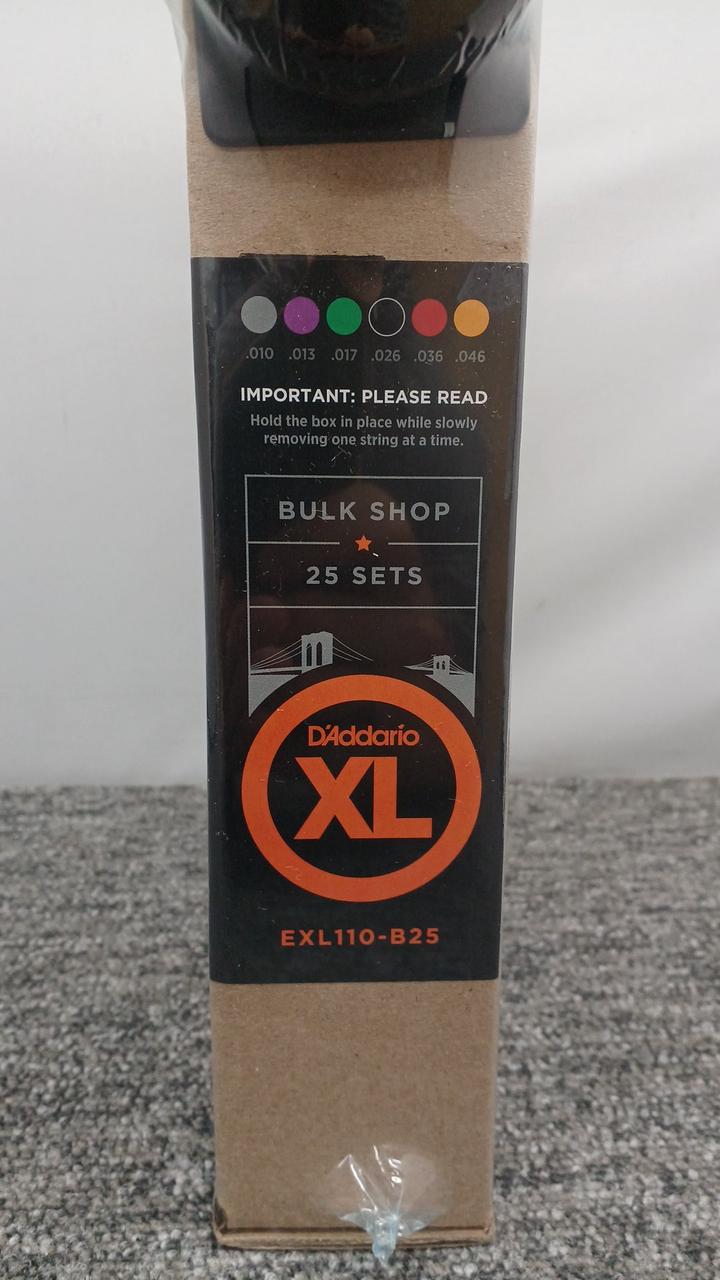 .010 .013 .017 .026 .036 .046
IMPORTANT: PLEASE READ
Hold the box in place while slowly
removing one string at a time.
BULK SHOP
25 SETS
D'Addario
XL
EXL110-B25